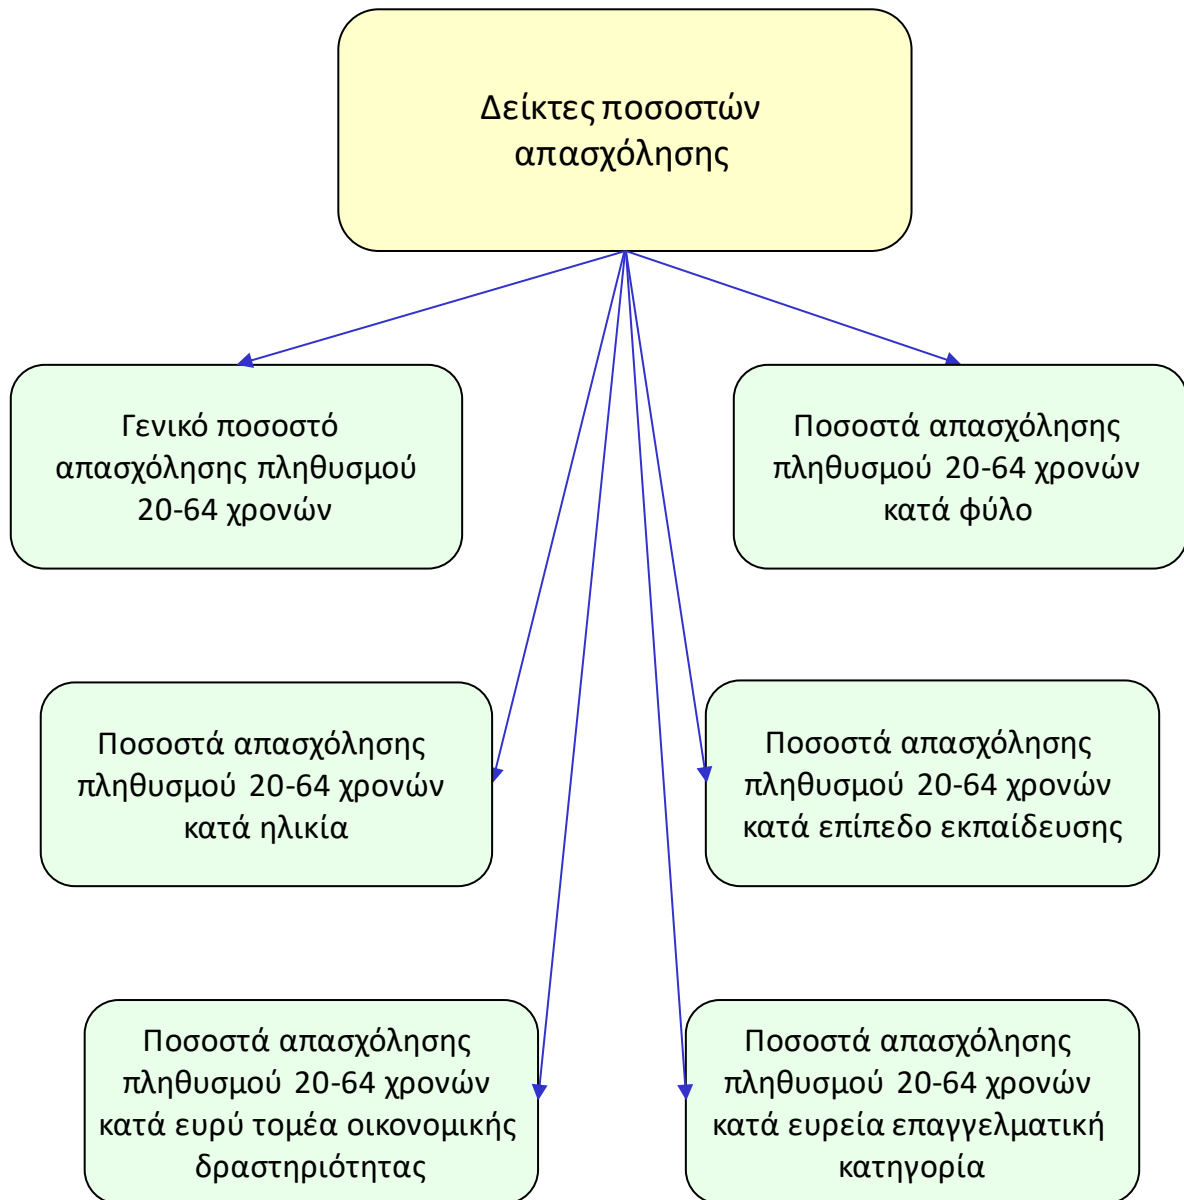 Δείκτες ποσοστών
απασχόλησης
Γενικό ποσοστό
απασχόλησης πληθυσμού
20-64 χρονών
Ποσοστά απασχόλησης
πληθυσμού 20-64 χρονών
κατά φύλο
Ποσοστά απασχόλησης
πληθυσμού 20-64 χρονών
κατά ηλικία
Ποσοστά απασχόλησης
πληθυσμού 20-64 χρονών
κατά επίπεδο εκπαίδευσης
Ποσοστά απασχόλησης
πληθυσμού 20-64 χρονών
κατά ευρύ τομέα οικονομικής
δραστηριότητας
Ποσοστά απασχόλησης
πληθυσμού 20-64 χρονών
κατά ευρεία επαγγελματική
κατηγορία